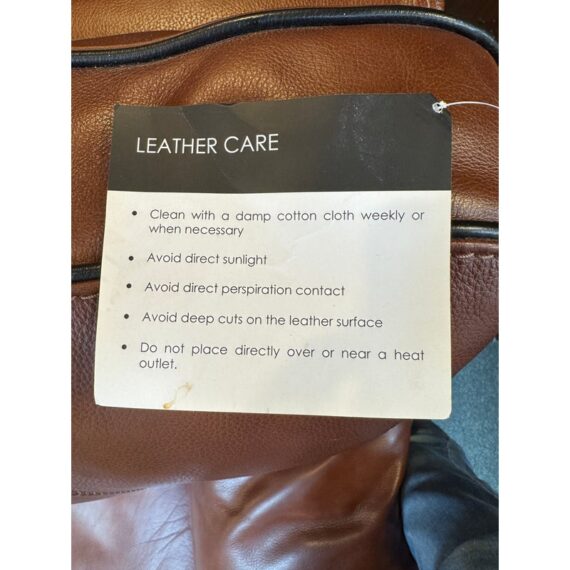 LEATHER CARE
• Clean with a damp cotton cloth weekly or
when necessary
• Avoid direct sunlight
• Avoid direct perspiration contact
• Avoid deep cuts on the leather surface
• Do not place directly over or near a heat
outlet.